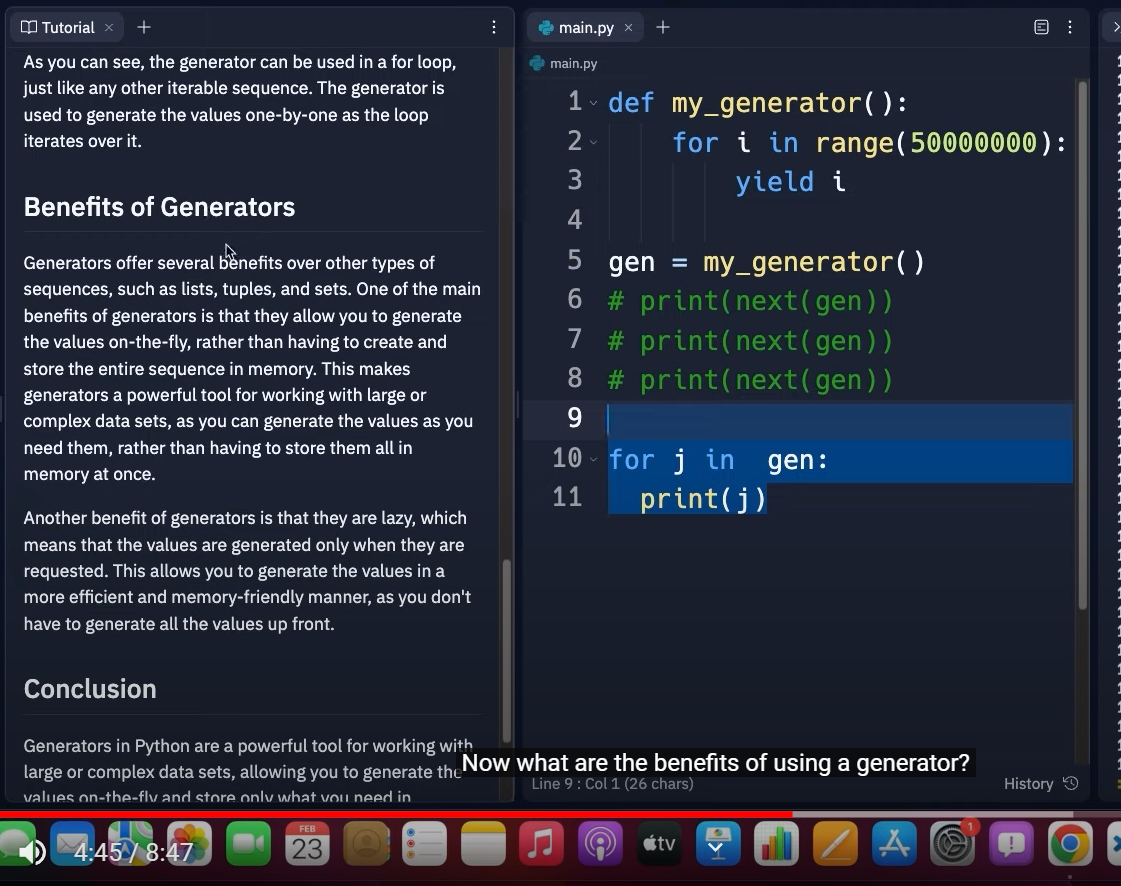 Tutorial
As you can see, the generator can be used in a for loop,
just like any other iterable sequence. The generator is
used to generate the values one-by-one as the loop
iterates over it.
Benefits of Generators
Generators offer several benefits over other types of
sequences, such as lists, tuples, and sets. One of the main
benefits of generators is that they allow you to generate
the values on-the-fly, rather than having to create and
store the entire sequence in memory. This makes
generators a powerful tool for working with large or
complex data sets, as you can generate the values as you
need them, rather than having to store them all in
memory at once.
Another benefit of generators is that they are lazy, which
means that the values are generated only when they are
requested. This allows you to generate the values in a
more efficient and memory-friendly manner, as you don't
have to generate all the values up front.
Conclusion
Generators in Python are a powerful tool for working with
large or complex data sets, allowing you to generate the
values on-the-fly and store only what you need in
main.py
main.py
1 def my_generator():
2 for i in range(50000000):
3 yield i
4
5 gen = my_generator()
6 # print(next(gen))
7 # print(next(gen))
8 # print(next(gen))
9
10 for j in  gen:
11 print(j)
Now what are the benefits of using a generator?
Line 9 : Col 1 (26 chars)
History
FEB
23
tv
1
4:45 / 8:47